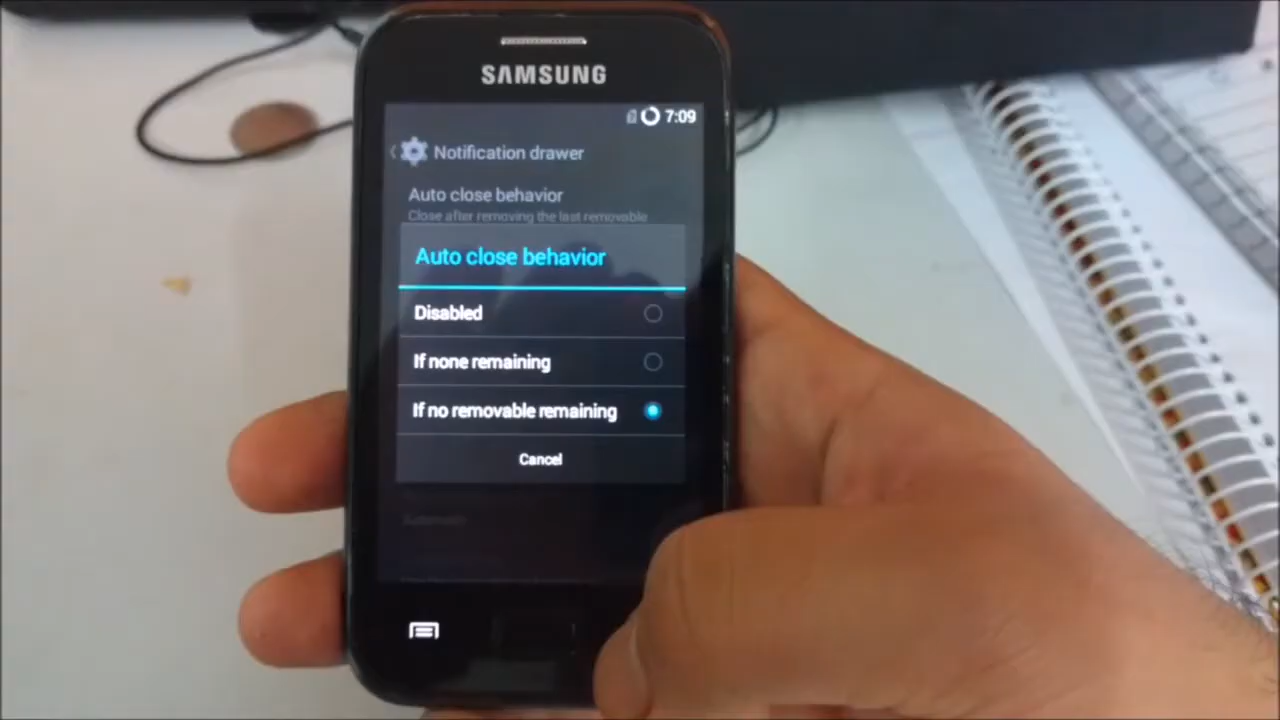 SAMSUNG
7:09
Notification drawer
Auto close behavior
Close after removing the last removable
Auto close behavior
Disabled
If none remaining
If no removable remaining
Cancel